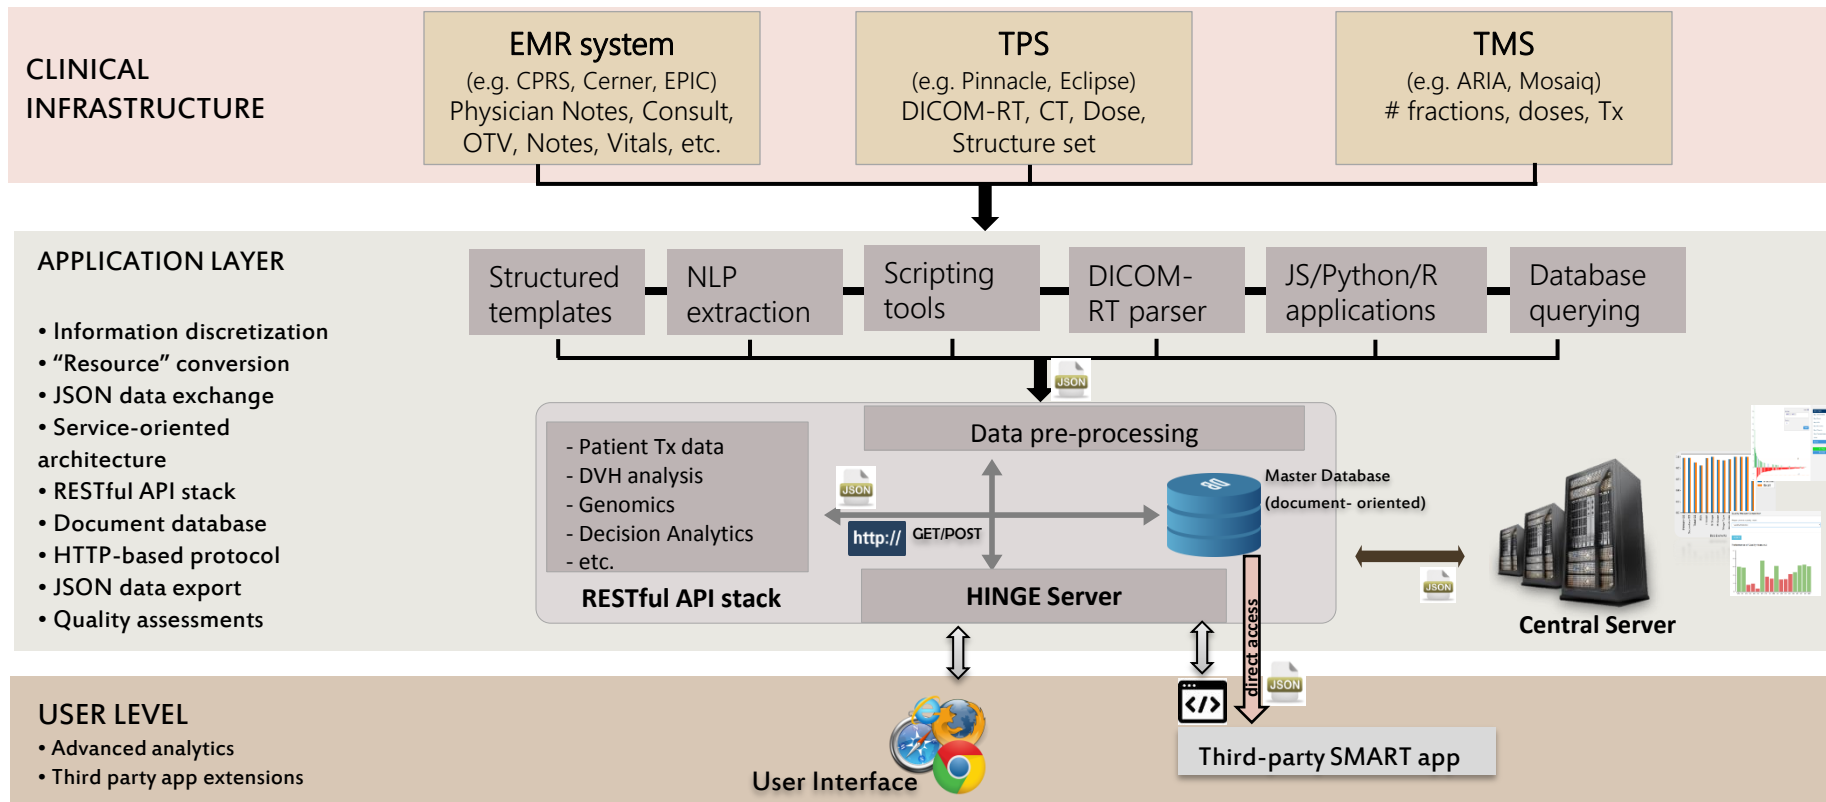 CLINICAL
INFRASTRUCTURE
EMR system
(e.g. CPRS, Cerner, EPIC)
Physician Notes, Consult,
OTV, Notes, Vitals, etc.
TPS
(e.g. Pinnacle, Eclipse)
DICOM-RT, CT, Dose,
Structure set
TMS
(e.g. ARIA, Mosaiq)
# fractions, doses, Tx
APPLICATION LAYER
• Information discretization
• “Resource” conversion
• JSON data exchange
• Service-oriented
architecture
• RESTful API stack
• Document database
• HTTP-based protocol
• JSON data export
• Quality assessments
Structured
templates
NLP
extraction
Scripting
tools
DICOM-
RT parser
JS/Python/R
applications
Database
querying
JSON
Data pre-processing
- Patient Tx data
- DVH analysis
- Genomics
- Decision Analytics
- etc.
RESTful API stack
JSON
http://
GET/POST
Master Database
(document- oriented)
HINGE Server
JSON
Central Server
direct access
JSON
</>
USER LEVEL
• Advanced analytics
• Third party app extensions
User Interface
Third-party SMART app